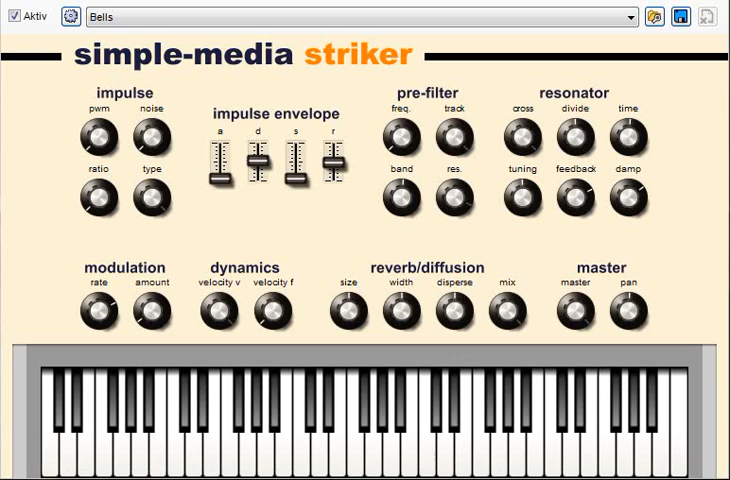 Aktiv
Bells
simple-media striker
impulse
impulse envelope
pre-filter
resonator
pwm noise
a d s r
freq. track
cross divide time
ratio type
band res.
tuning feedback damp
modulation dynamics reverb/diffusion master
rate amount velocity v velocity f size width disperse mix master pan